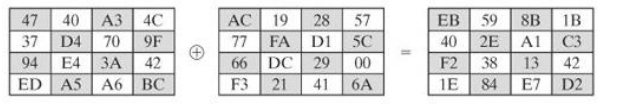 47 40 A3 4C AC 19 28 57 EB 59 8B 1B
37 D4 70 9F ⊕ 77 FA D1 5C = 40 2E A1 C3
94 E4 3A 42 66 DC 29 00 F2 38 13 42
ED A5 A6 BC F3 21 41 6A 1E 84 E7 D2